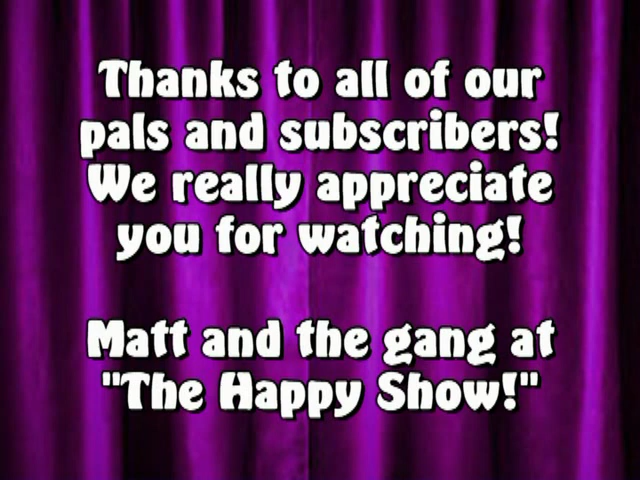 Thanks to all of our
pals and subscribers!
We really appreciate
you for watching!
Matt and the gang at
"The Happy Show!"